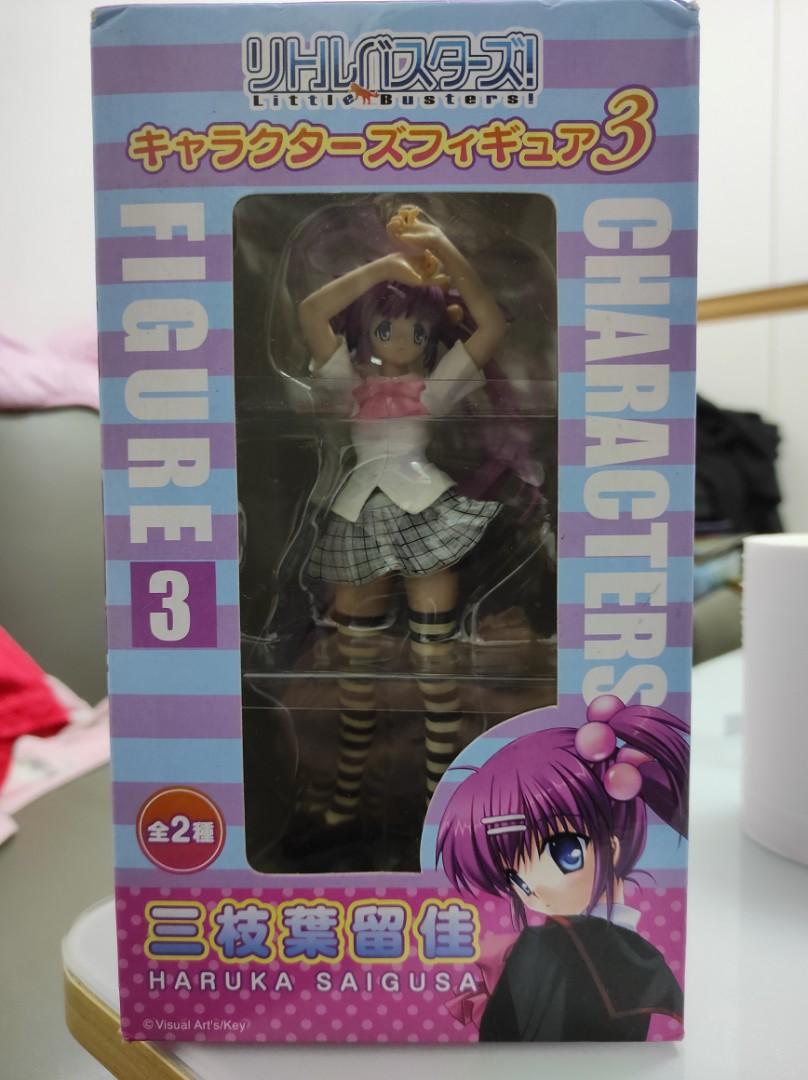 リトルバスターズ!
Little Busters!
キャラクターズフィギュア3
FIGURE 3
CHARACTERS
全2種
三枝葉留佳
HARUKA SAIGUSA
©Visual Art's/Key